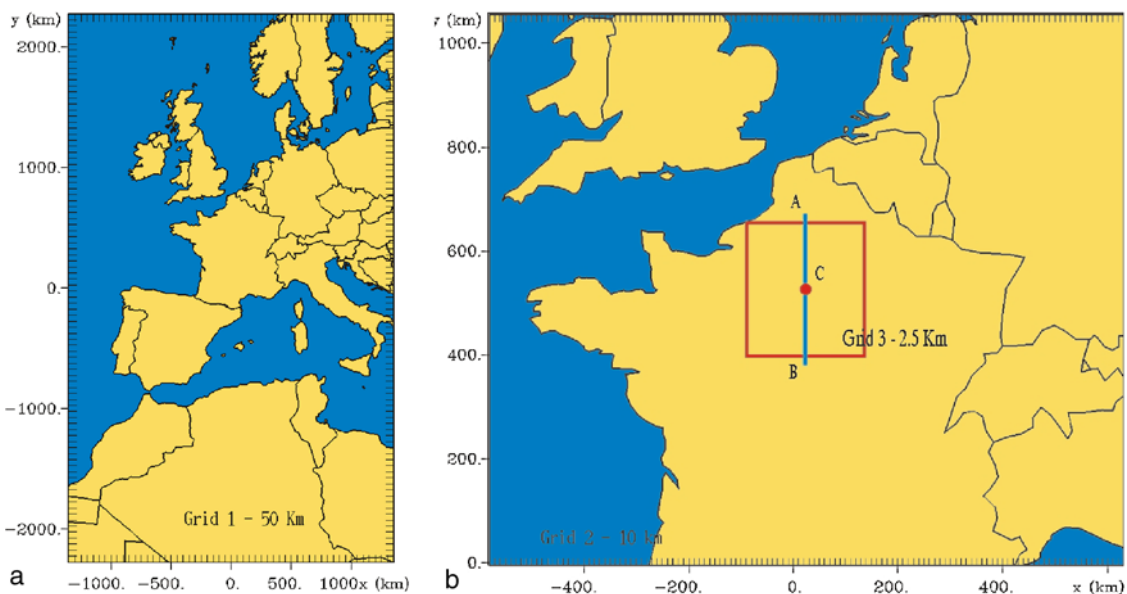 y (km)
2000.
1000.
0.
-1000.
-2000.
Grid 1 - 50 Km
-1000. -500. 0. 500. 1000x (km)
a
r (km)
1000.
800.
600.
400.
200.
0.
A
C
Grid 3 - 2.5 Km
B
Grid 2 - 10 km
-400. -200. 0. 200. 400. x (km)
b